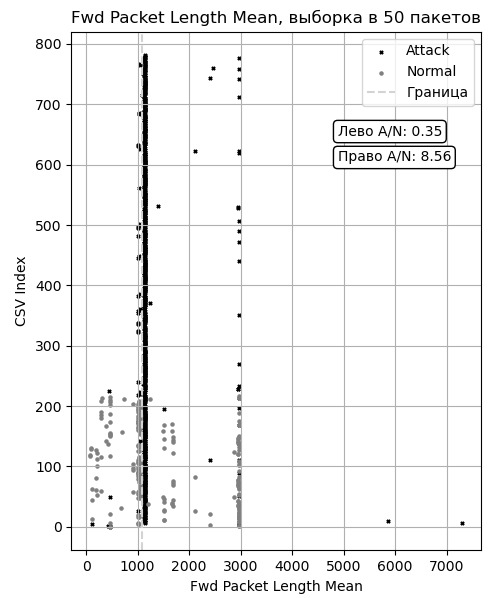 Fwd Packet Length Mean, выборка в 50 пакетов
800
700
600
500
400
300
200
100
0
CSV Index
Attack
Normal
Граница
Лево A/N: 0.35
Право A/N: 8.56
0 1000 2000 3000 4000 5000 6000 7000
Fwd Packet Length Mean